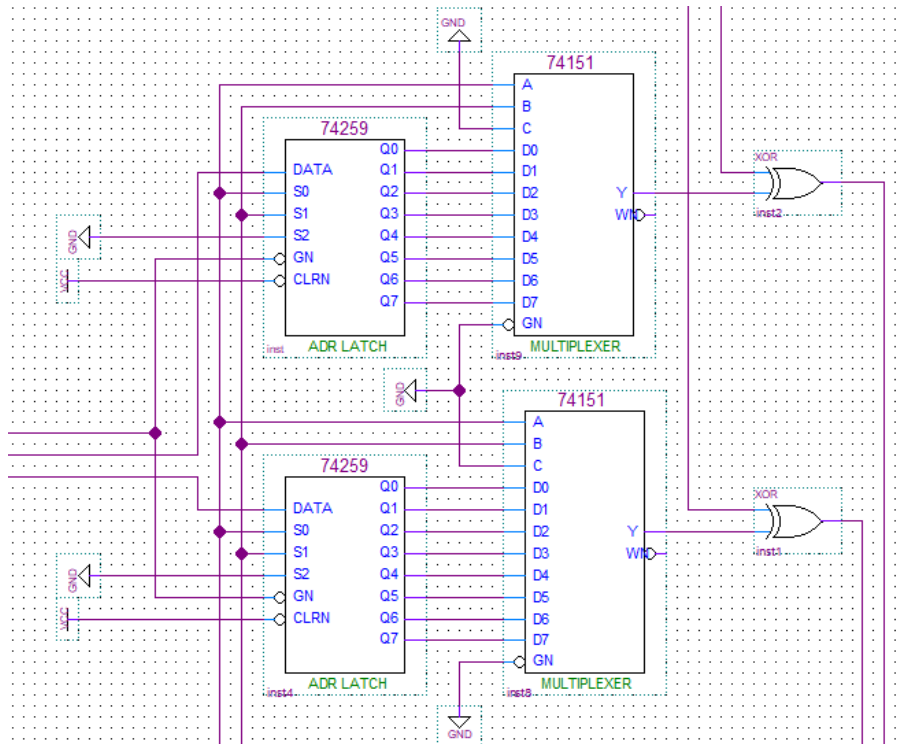 GND
74151
A
B
C
D0
D1
D2
D3
D4
D5
D6
D7
GN
Y
WN
MULTIPLEXER
inst9
74259
DATA
S0
S1
S2
GN
CLRN
Q0
Q1
Q2
Q3
Q4
Q5
Q6
Q7
ADR LATCH
inst
GND
VCC
XOR
inst2
GND
74151
A
B
C
D0
D1
D2
D3
D4
D5
D6
D7
GN
Y
WN
MULTIPLEXER
inst8
74259
DATA
S0
S1
S2
GN
CLRN
Q0
Q1
Q2
Q3
Q4
Q5
Q6
Q7
ADR LATCH
inst4
GND
VCC
XOR
inst1
GND